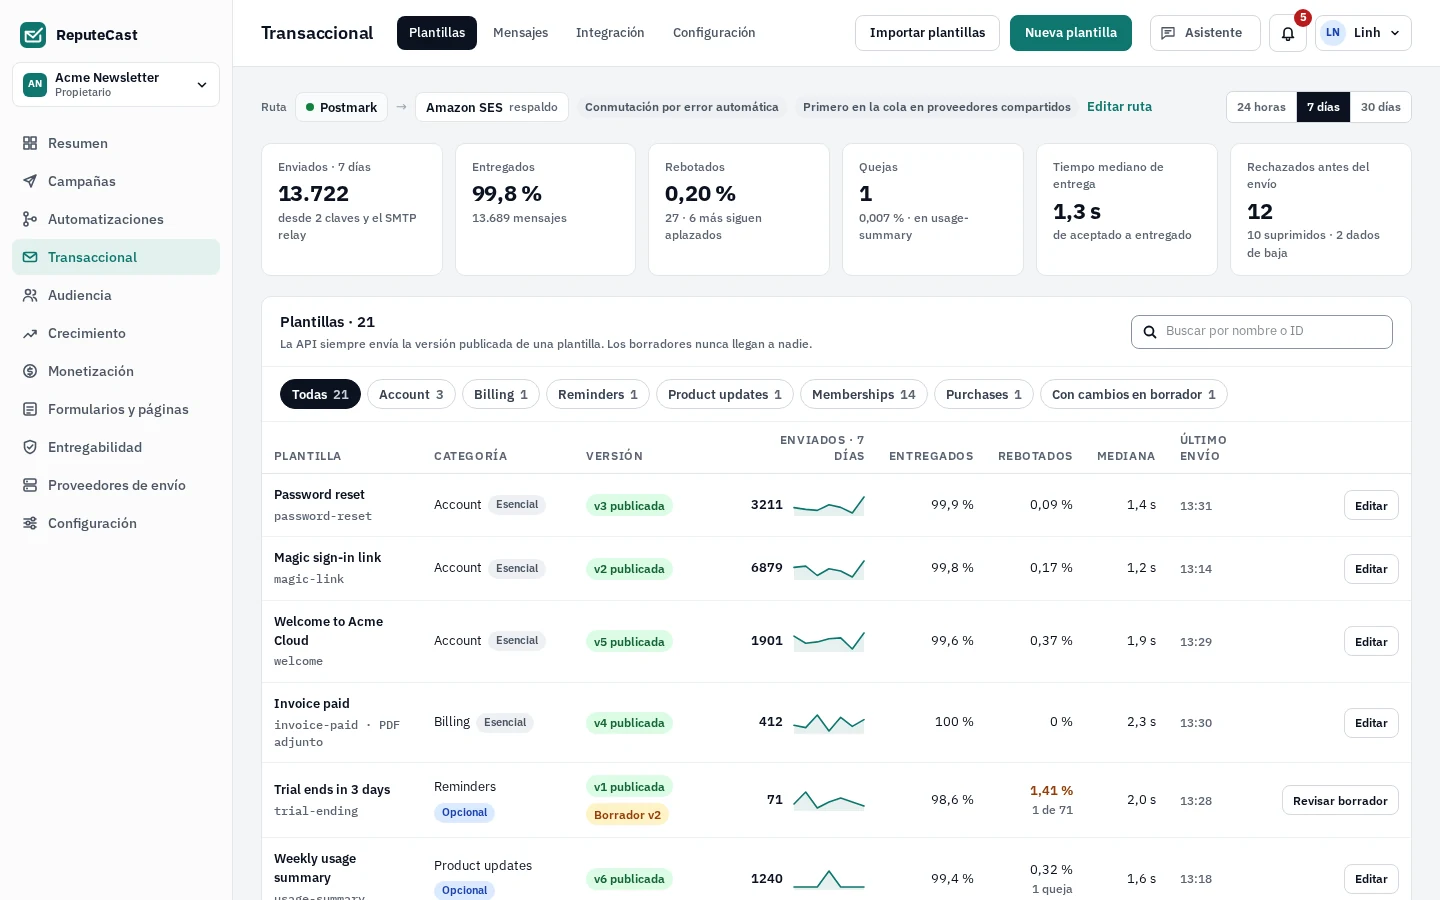 ReputeCast
AN
Acme Newsletter
Propietario
Resumen
Campañas
Automatizaciones
Transaccional
Audiencia
Crecimiento
Monetización
Formularios y páginas
Entregabilidad
Proveedores de envío
Configuración
Transaccional
Plantillas
Mensajes
Integración
Configuración
Importar plantillas
Nueva plantilla
Asistente
5
LN
Linh
Ruta
Postmark
→
Amazon SES respaldo
Conmutación por error automática
Primero en la cola en proveedores compartidos
Editar ruta
24 horas
7 días
30 días
Enviados · 7 días
13.722
desde 2 claves y el SMTP
relay
Entregados
99,8 %
13.689 mensajes
Rebotados
0,20 %
27 · 6 más siguen
aplazados
Quejas
1
0,007 % · en usage-
summary
Tiempo mediano de
entrega
1,3 s
de aceptado a entregado
Rechazados antes del
envío
12
10 suprimidos · 2 dados
de baja
Plantillas · 21
La API siempre envía la versión publicada de una plantilla. Los borradores nunca llegan a nadie.
Buscar por nombre o ID
Todas 21
Account 3
Billing 1
Reminders 1
Product updates 1
Memberships 14
Purchases 1
Con cambios en borrador 1
PLANTILLA
CATEGORÍA
VERSIÓN
ENVIADOS · 7
DÍAS
ENTREGADOS
REBOTADOS
MEDIANA
ÚLTIMO
ENVÍO
Password reset
password-reset
Account Esencial
v3 publicada
3211
99,9 %
0,09 %
1,4 s
13:31
Editar
Magic sign-in link
magic-link
Account Esencial
v2 publicada
6879
99,8 %
0,17 %
1,2 s
13:14
Editar
Welcome to Acme
Cloud
welcome
Account Esencial
v5 publicada
1901
99,6 %
0,37 %
1,9 s
13:29
Editar
Invoice paid
invoice-paid · PDF
adjunto
Billing Esencial
v4 publicada
412
100 %
0 %
2,3 s
13:30
Editar
Trial ends in 3 days
trial-ending
Reminders
Opcional
v1 publicada
Borrador v2
71
98,6 %
1,41 %
1 de 71
2,0 s
13:28
Revisar borrador
Weekly usage
summary
usage-summary
Product updates
Opcional
v6 publicada
1240
99,4 %
0,32 %
1 queja
1,6 s
13:18
Editar